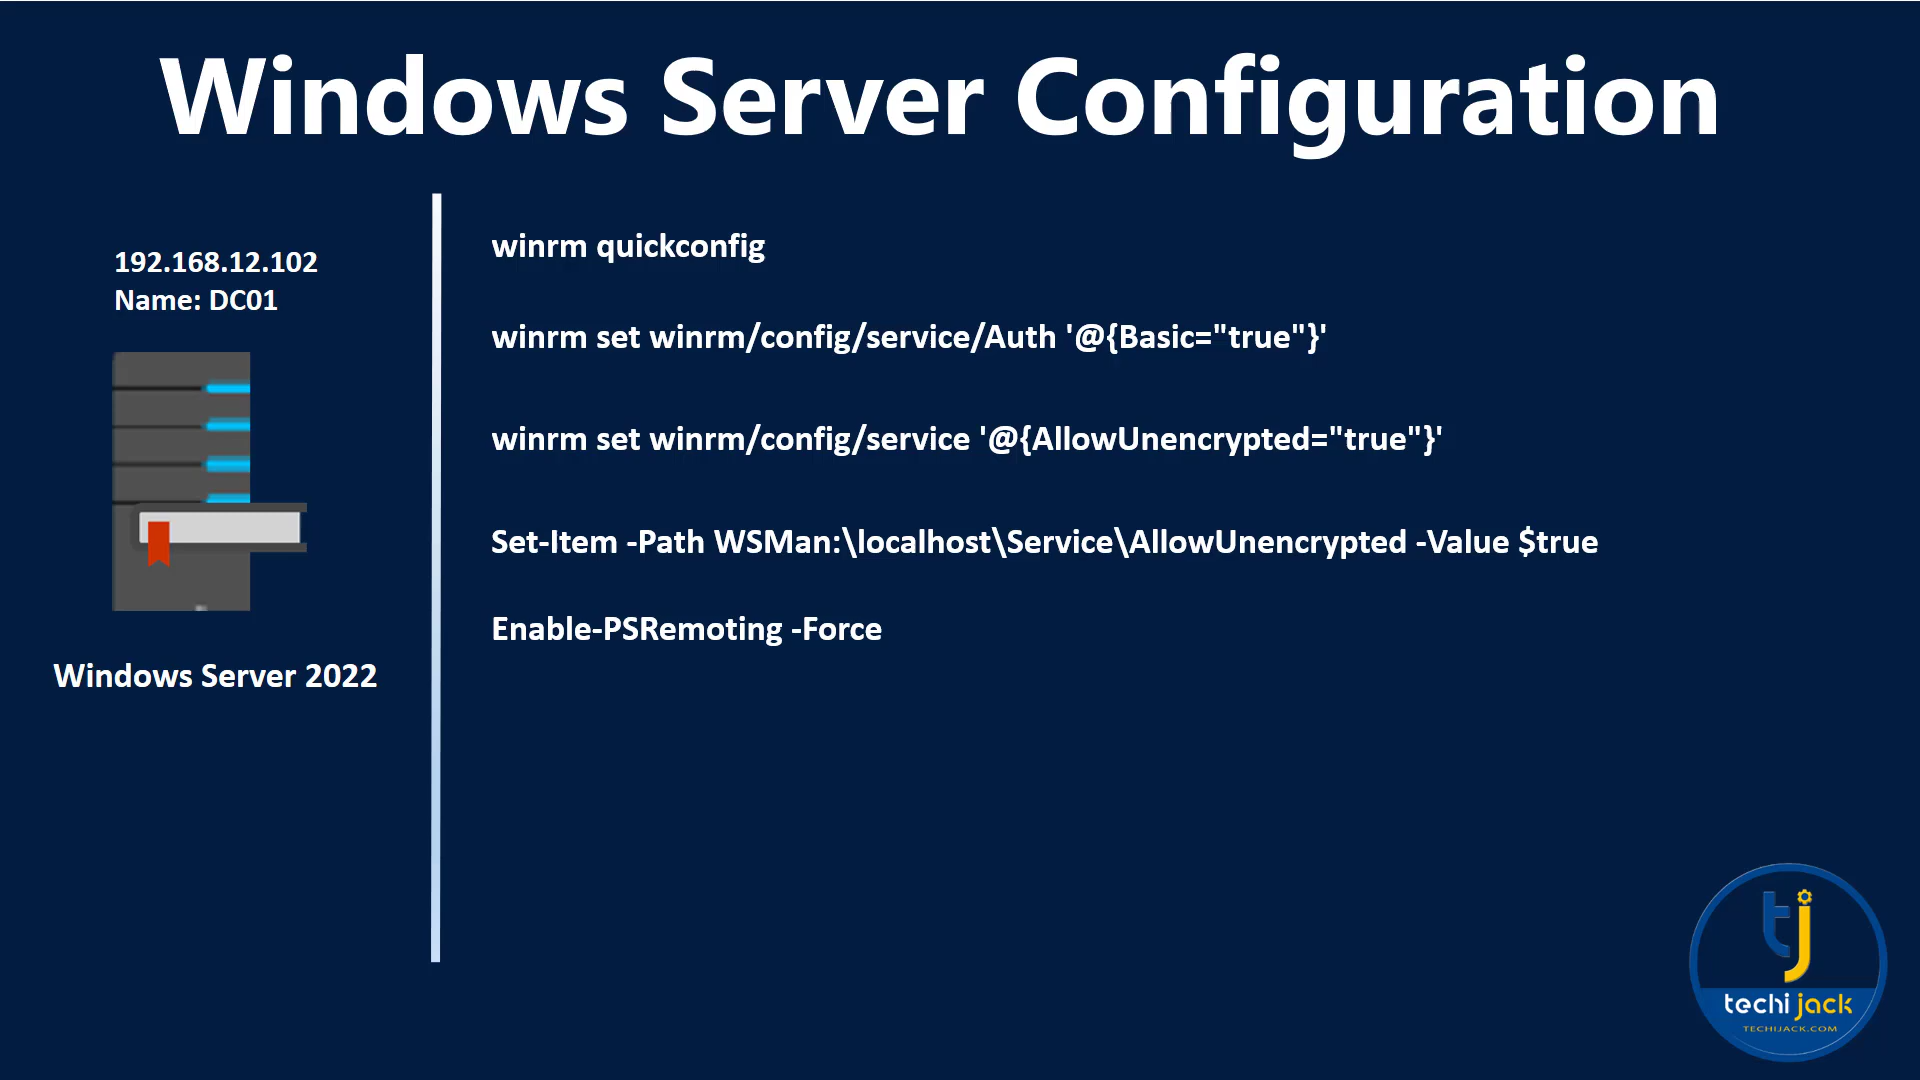 Windows Server Configuration
192.168.12.102
Name: DC01
Windows Server 2022
winrm quickconfig
winrm set winrm/config/service/Auth '@{Basic="true"}'
winrm set winrm/config/service '@{AllowUnencrypted="true"}'
Set-Item -Path WSMan:\localhost\Service\AllowUnencrypted -Value $true
Enable-PSRemoting -Force
tj
techi jack
TECHIJACK.COM